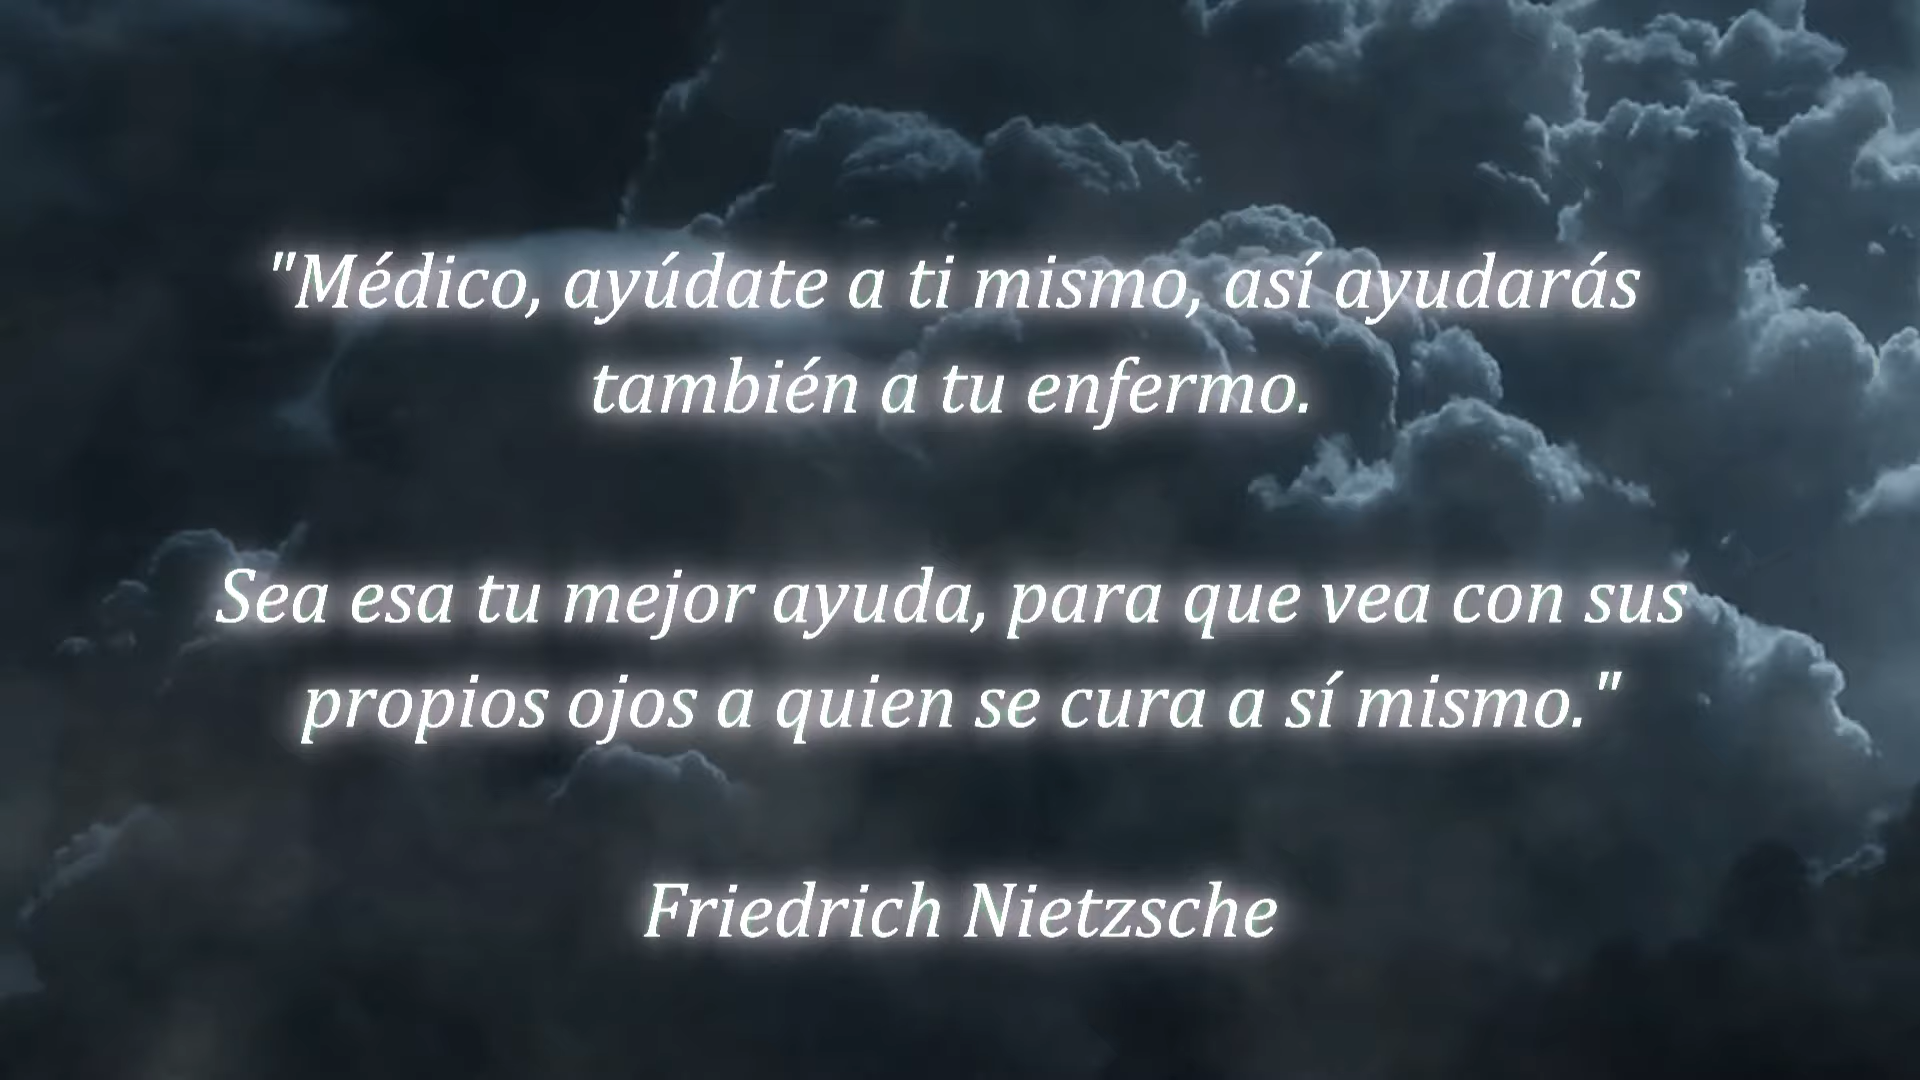 "Médico, ayúdate a ti mismo, así ayudarás
también a tu enfermo.
Sea esa tu mejor ayuda, para que vea con sus
propios ojos a quien se cura a sí mismo."
Friedrich Nietzsche